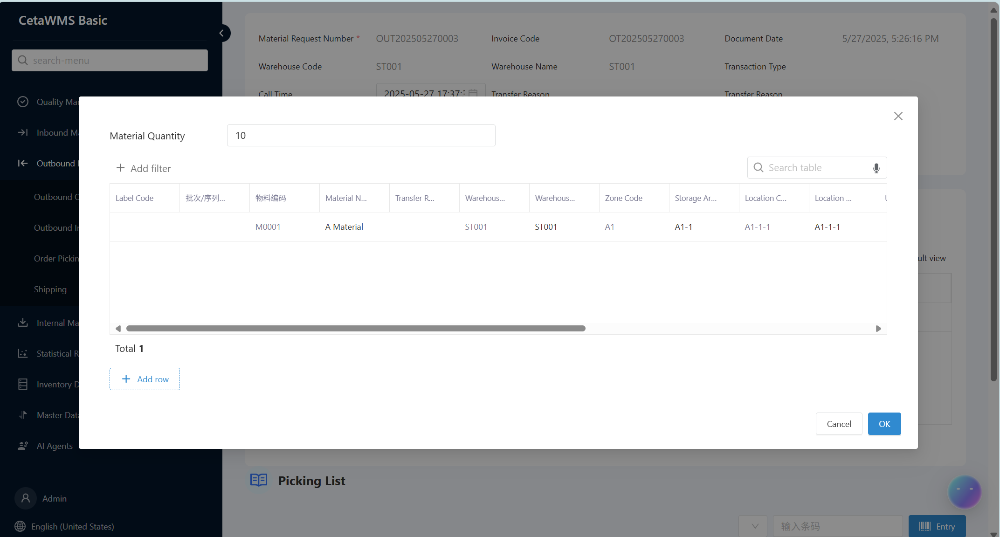 CetaWMS Basic
search-menu
Quality Mar
Inbound Ma
Outbound
Outbound O
Outbound In
Order Pickin
Shipping
Internal Ma
Statistical R
Inventory D
Master Data
AI Agents
Admin
English (United States)
Material Request Number * OUT202505270003 Invoice Code OT202505270003 Document Date 5/27/2025, 5:26:16 PM
Warehouse Code ST001 Warehouse Name ST001 Transaction Type
Call Time 2025-05-27 17:37: Transfer Reason Transfer Reason
Material Quantity 10
Add filter Search table
Label Code 批次/序列... 物料编码 Material N... Transfer R... Warehous... Warehous... Zone Code Storage Ar... Location C... Location ...
M0001 A Material ST001 ST001 A1 A1-1 A1-1-1 A1-1-1
Total 1
Add row
Cancel OK
ult view
Picking List
输入条码 Entry